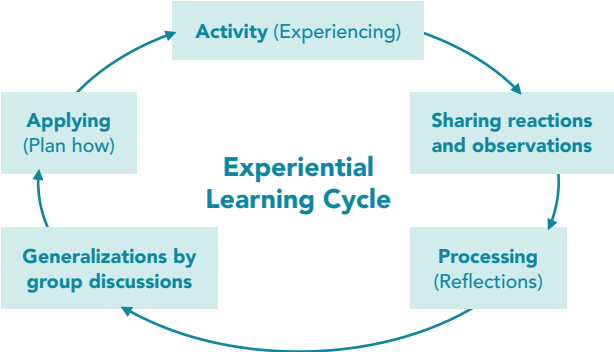 Activity (Experiencing)
Sharing reactions
and observations
Processing
(Reflections)
Generalizations by
group discussions
Applying
(Plan how)
Experiential
Learning Cycle